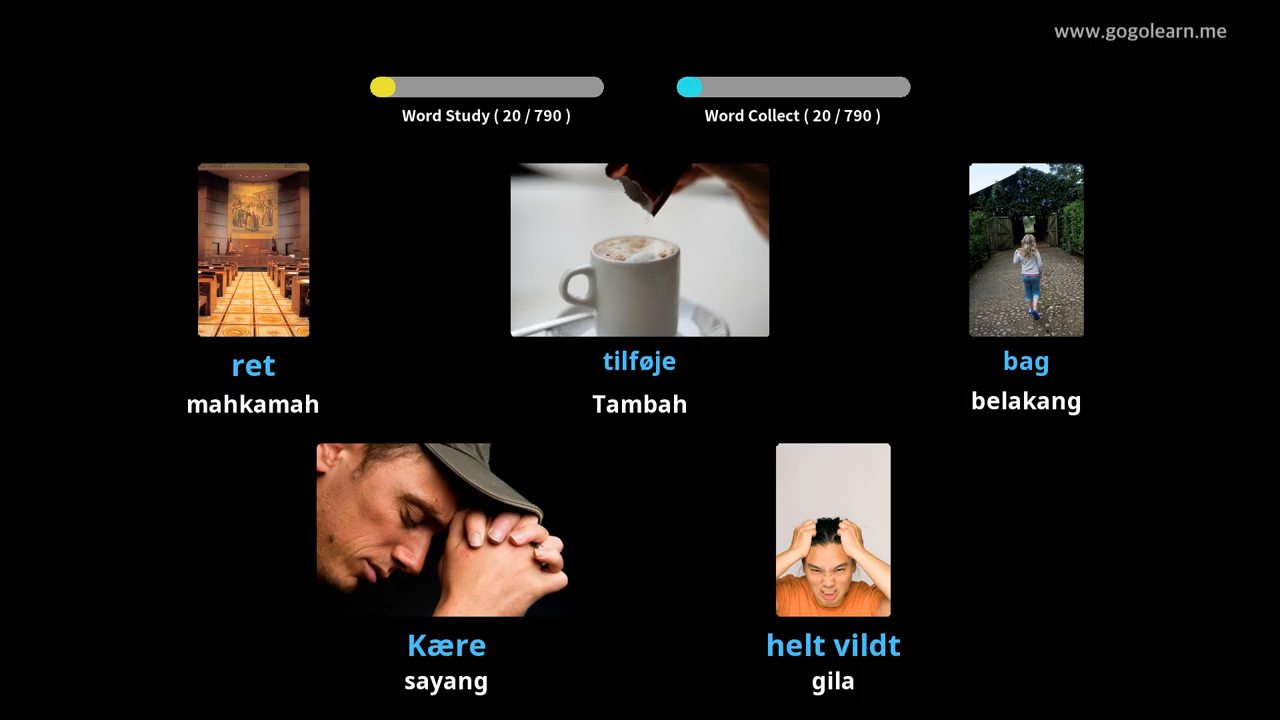 www.gogolearn.me
Word Study ( 20 / 790 )
Word Collect ( 20 / 790 )
ret
mahkamah
tilføje
Tambah
bag
belakang
Kære
sayang
helt vildt
gila